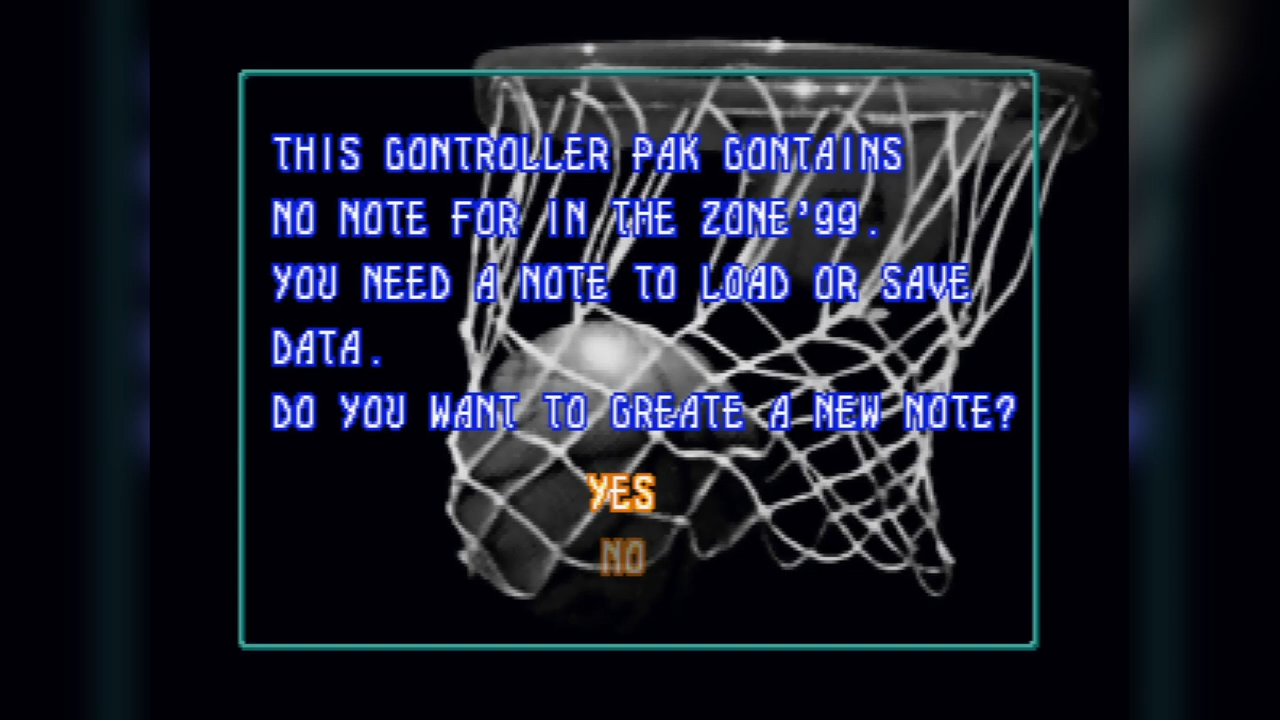 THIS CONTROLLER PAK CONTAINS
NO NOTE FOR IN THE ZONE'99.
YOU NEED A NOTE TO LOAD OR SAVE
DATA.
DO YOU WANT TO CREATE A NEW NOTE?
YES
NO